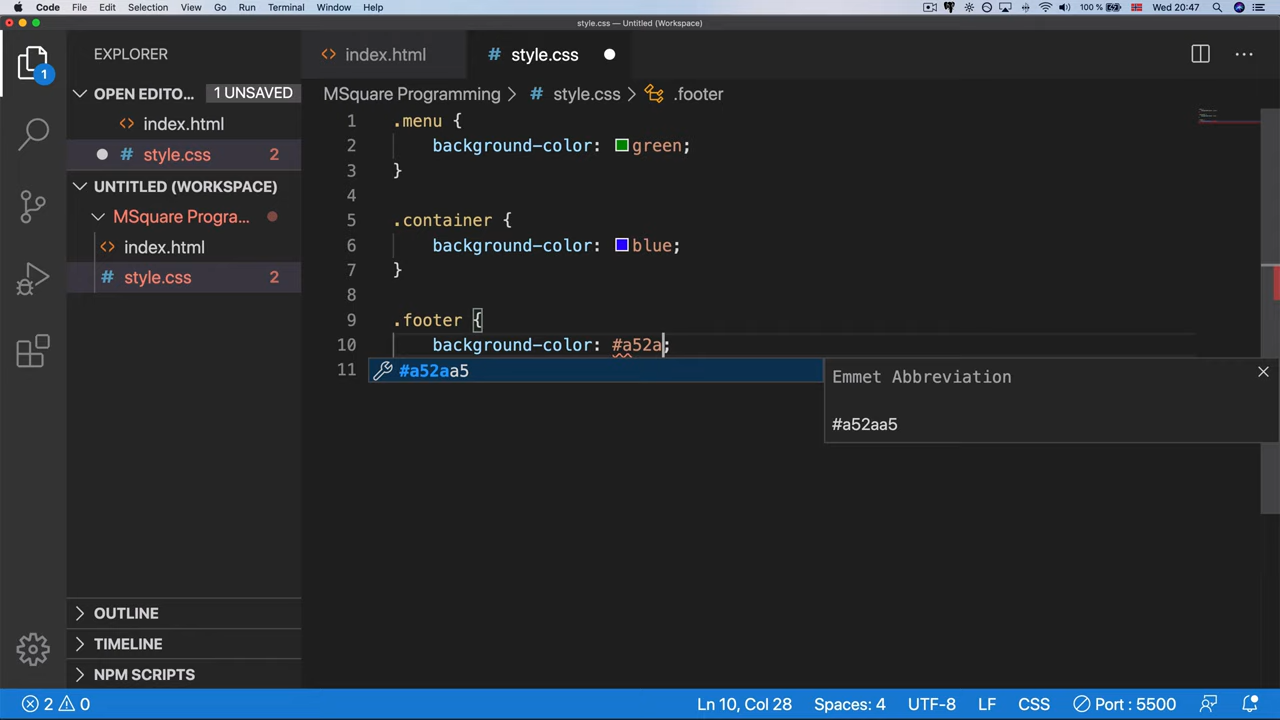 Code File Edit Selection View Go Run Terminal Window Help 100 % Wed 20:47
style.css — Untitled (Workspace)
EXPLORER
index.html
# style.css
OPEN EDITO... 1 UNSAVED
MSquare Programming > # style.css > .footer
<> index.html
# style.css 2
UNTITLED (WORKSPACE)
MSquare Progra...
<> index.html
# style.css 2
1 .menu {
2 background-color: green;
3 }
4
5 .container {
6 background-color: blue;
7 }
8
9 .footer {
10 background-color: #a52a;
11
#a52aa5
Emmet Abbreviation
#a52aa5
OUTLINE
TIMELINE
NPM SCRIPTS
1
2 0 Ln 10, Col 28 Spaces: 4 UTF-8 LF CSS Port : 5500